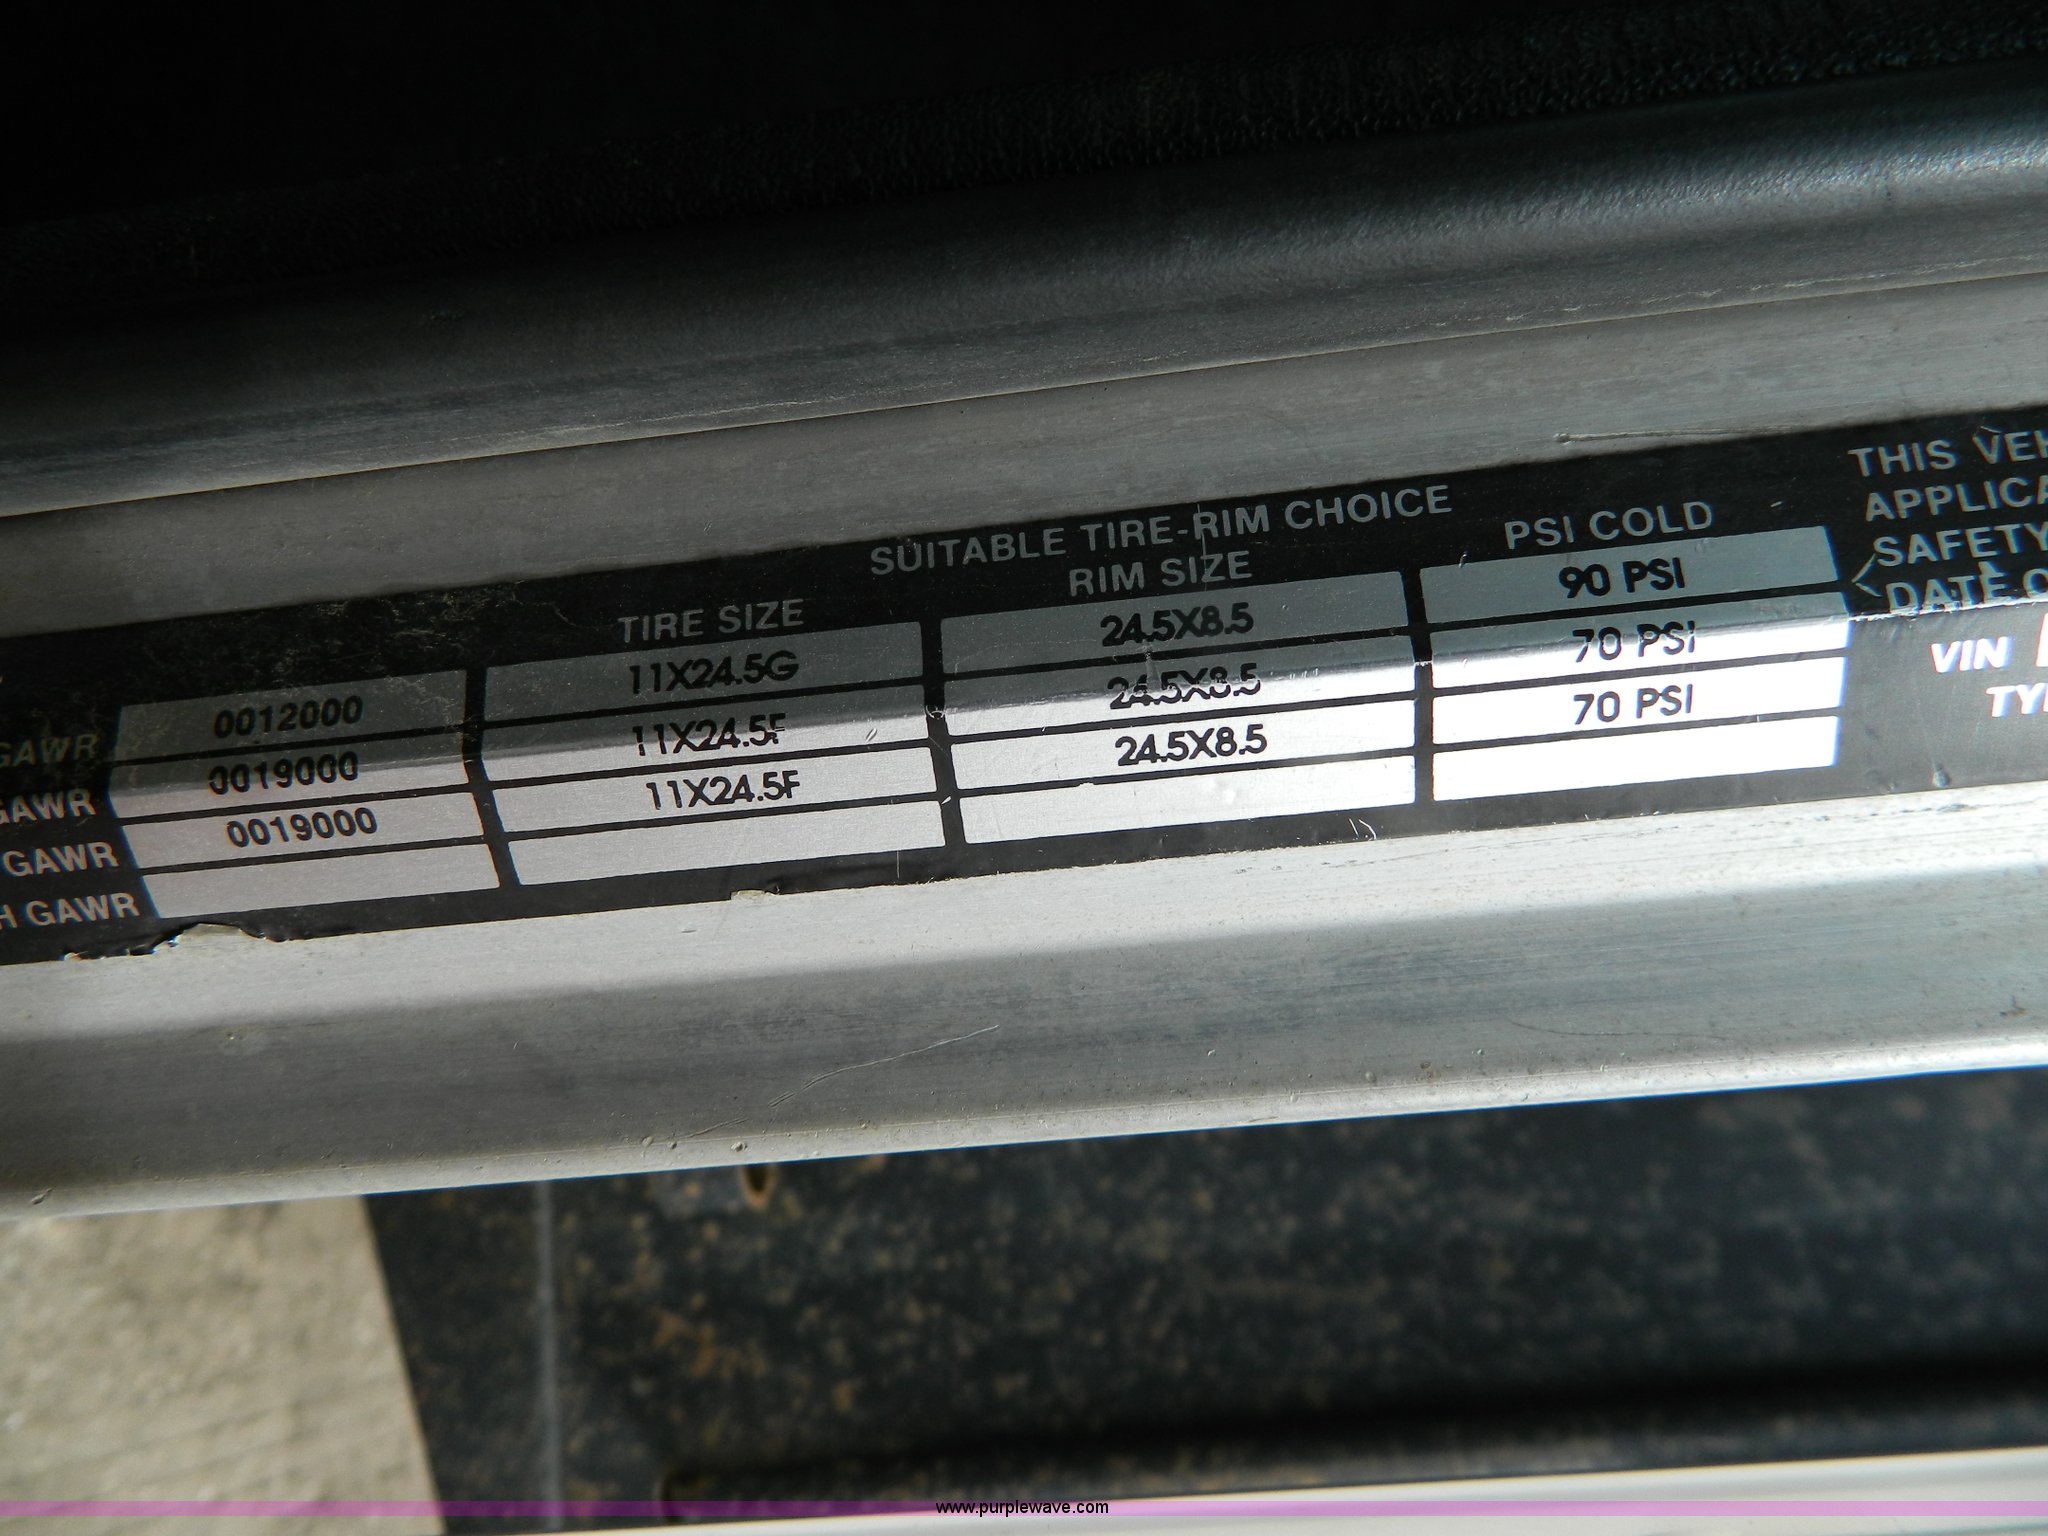 SUITABLE TIRE-RIM CHOICE
TIRE SIZE RIM SIZE PSI COLD
GAWR 0012000 11X24.5G 24.5X8.5 90 PSI
GAWR 0019000 11X24.5F 24.5X8.5 70 PSI
GAWR 0019000 11X24.5F 24.5X8.5 70 PSI
H GAWR
THIS VEH
APPLICA
SAFETY
DATE O
VIN
TY
www.purplewave.com